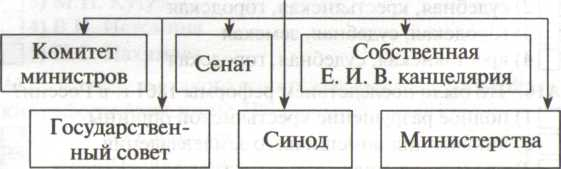 Комитет
министров
Сенат
Собственная
Е. И. В. канцелярия
Государствен-
ный совет
Синод
Министерства